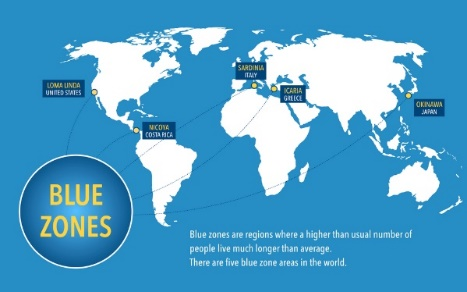 SARDINIA
ITALY
LOMA LINDA
UNITED STATES
ICARIA
GREECE
OKINAWA
JAPAN
NICOYA
COSTA RICA
BLUE
ZONES
Blue zones are regions where a higher than usual number of
people live much longer than average.
There are five blue zone areas in the world.